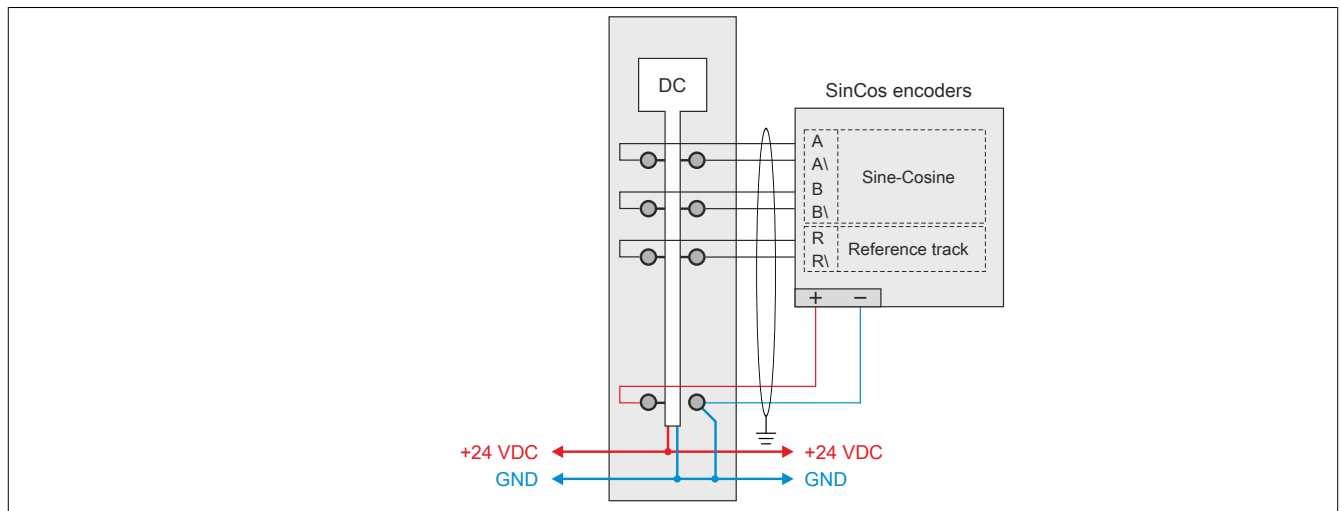 DC
SinCos encoders
A
A\
B
B\
Sine-Cosine
R
R\
Reference track
+ −
+24 VDC
+24 VDC
GND
GND